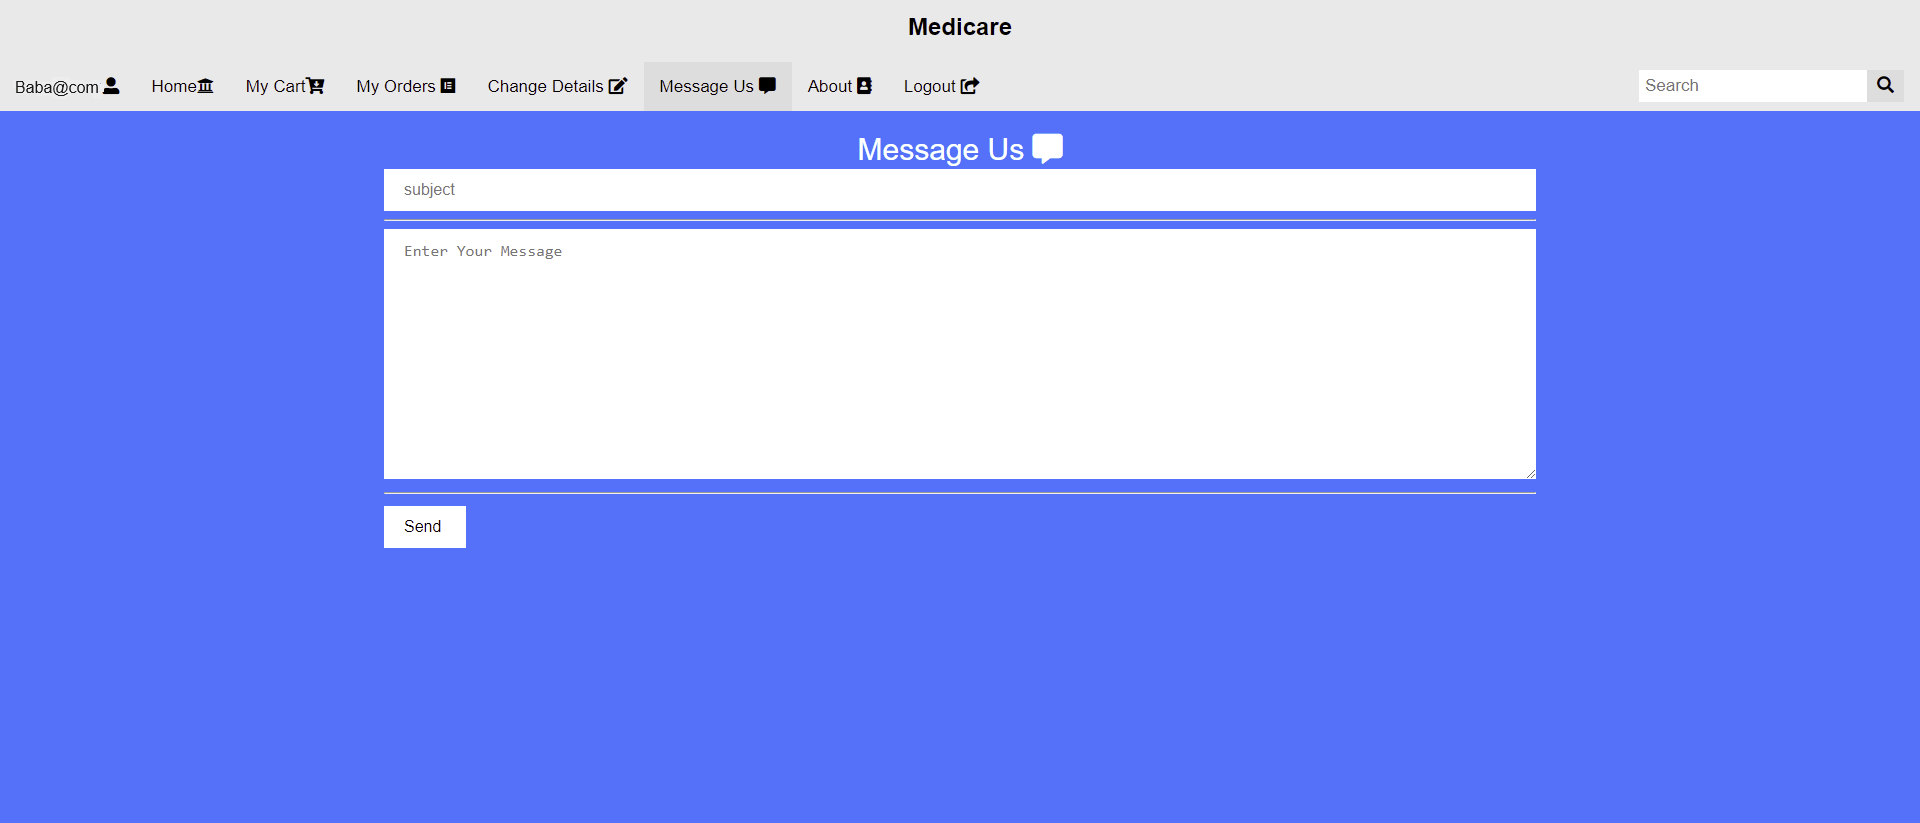 Medicare
Baba@com Home My Cart My Orders Change Details Message Us About Logout Search
Message Us
subject
Enter Your Message
Send